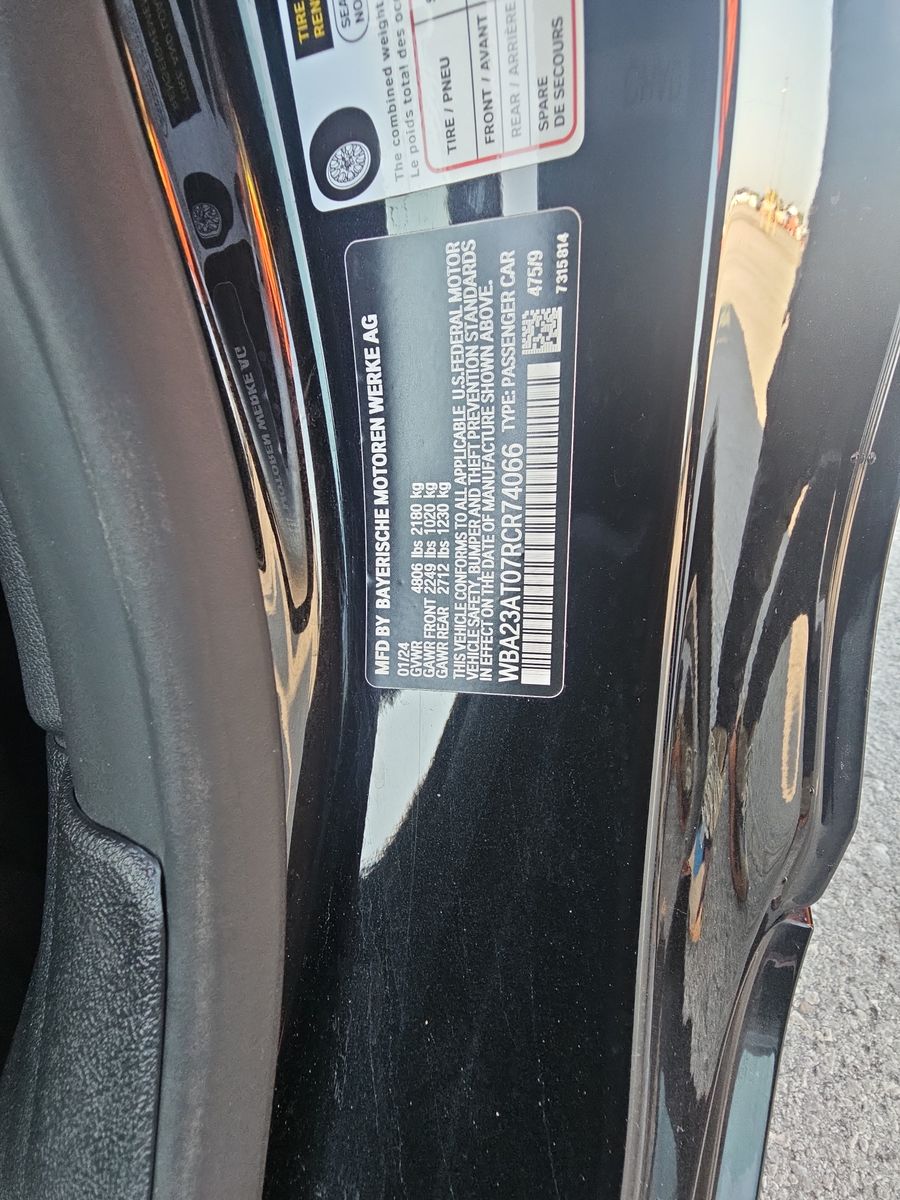 TIRE
The combined weight
Le poids total des oc
TIRE / PNEU
FRONT / AVANT
REAR / ARRIÈRE
SPARE
DE SECOURS
MFD BY BAYERISCHE MOTOREN WERKE AG
01/24
GVWR 4806 lbs 2180 kg
GAWR FRONT 2249 lbs 1020 kg
GAWR REAR 2712 lbs 1230 kg
THIS VEHICLE CONFORMS TO ALL APPLICABLE U.S.FEDERAL MOTOR
VEHICLE SAFETY, BUMPER AND THEFT PREVENTION STANDARDS
IN EFFECT ON THE DATE OF MANUFACTURE SHOWN ABOVE.
WBA23AT07RCR74066 TYPE: PASSENGER CAR
475/9
7315814